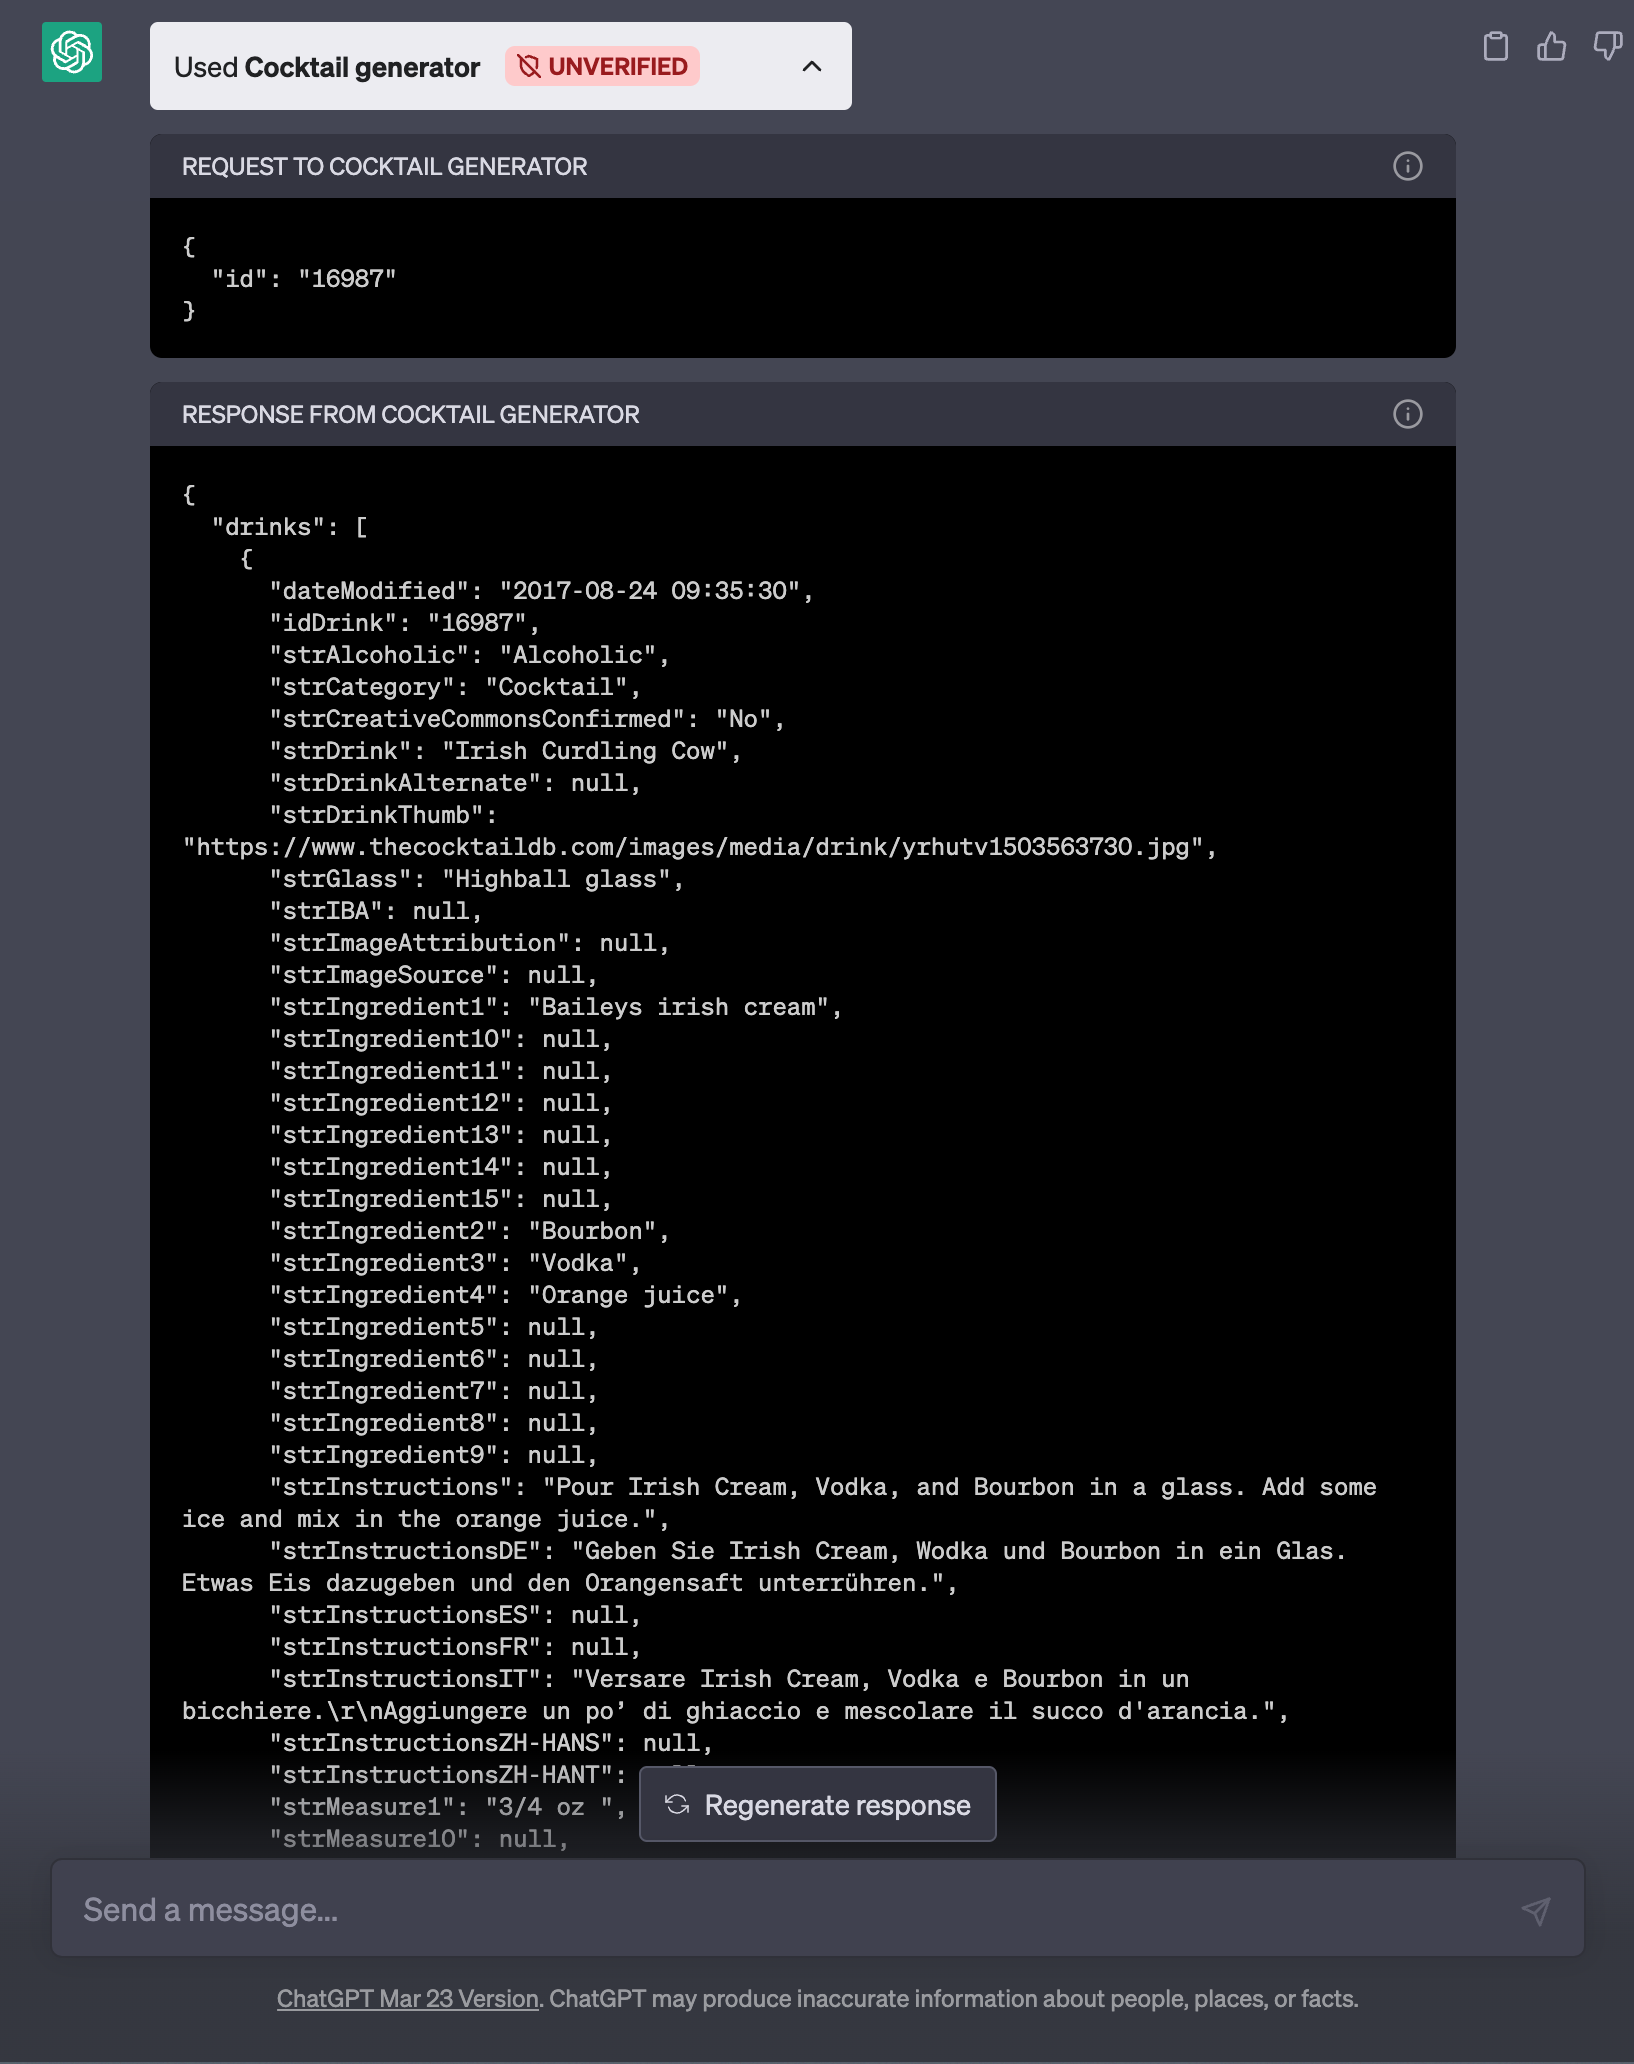 Used Cocktail generator UNVERIFIED
REQUEST TO COCKTAIL GENERATOR
{
  "id": "16987"
}
RESPONSE FROM COCKTAIL GENERATOR
{
  "drinks": [
    {
      "dateModified": "2017-08-24 09:35:30",
      "idDrink": "16987",
      "strAlcoholic": "Alcoholic",
      "strCategory": "Cocktail",
      "strCreativeCommonsConfirmed": "No",
      "strDrink": "Irish Curdling Cow",
      "strDrinkAlternate": null,
      "strDrinkThumb":
"https://www.thecocktaildb.com/images/media/drink/yrhutv1503563730.jpg",
      "strGlass": "Highball glass",
      "strIBA": null,
      "strImageAttribution": null,
      "strImageSource": null,
      "strIngredient1": "Baileys irish cream",
      "strIngredient10": null,
      "strIngredient11": null,
      "strIngredient12": null,
      "strIngredient13": null,
      "strIngredient14": null,
      "strIngredient15": null,
      "strIngredient2": "Bourbon",
      "strIngredient3": "Vodka",
      "strIngredient4": "Orange juice",
      "strIngredient5": null,
      "strIngredient6": null,
      "strIngredient7": null,
      "strIngredient8": null,
      "strIngredient9": null,
      "strInstructions": "Pour Irish Cream, Vodka, and Bourbon in a glass. Add some
ice and mix in the orange juice.",
      "strInstructionsDE": "Geben Sie Irish Cream, Wodka und Bourbon in ein Glas.
Etwas Eis dazugeben und den Orangensaft unterrühren.",
      "strInstructionsES": null,
      "strInstructionsFR": null,
      "strInstructionsIT": "Versare Irish Cream, Vodka e Bourbon in un
bicchiere.\r\nAggiungere un po’ di ghiaccio e mescolare il succo d'arancia.",
      "strInstructionsZH-HANS": null,
      "strInstructionsZH-HANT":
      "strMeasure1": "3/4 oz ",
      "strMeasure10": null,
Regenerate response
Send a message...
ChatGPT Mar 23 Version. ChatGPT may produce inaccurate information about people, places, or facts.